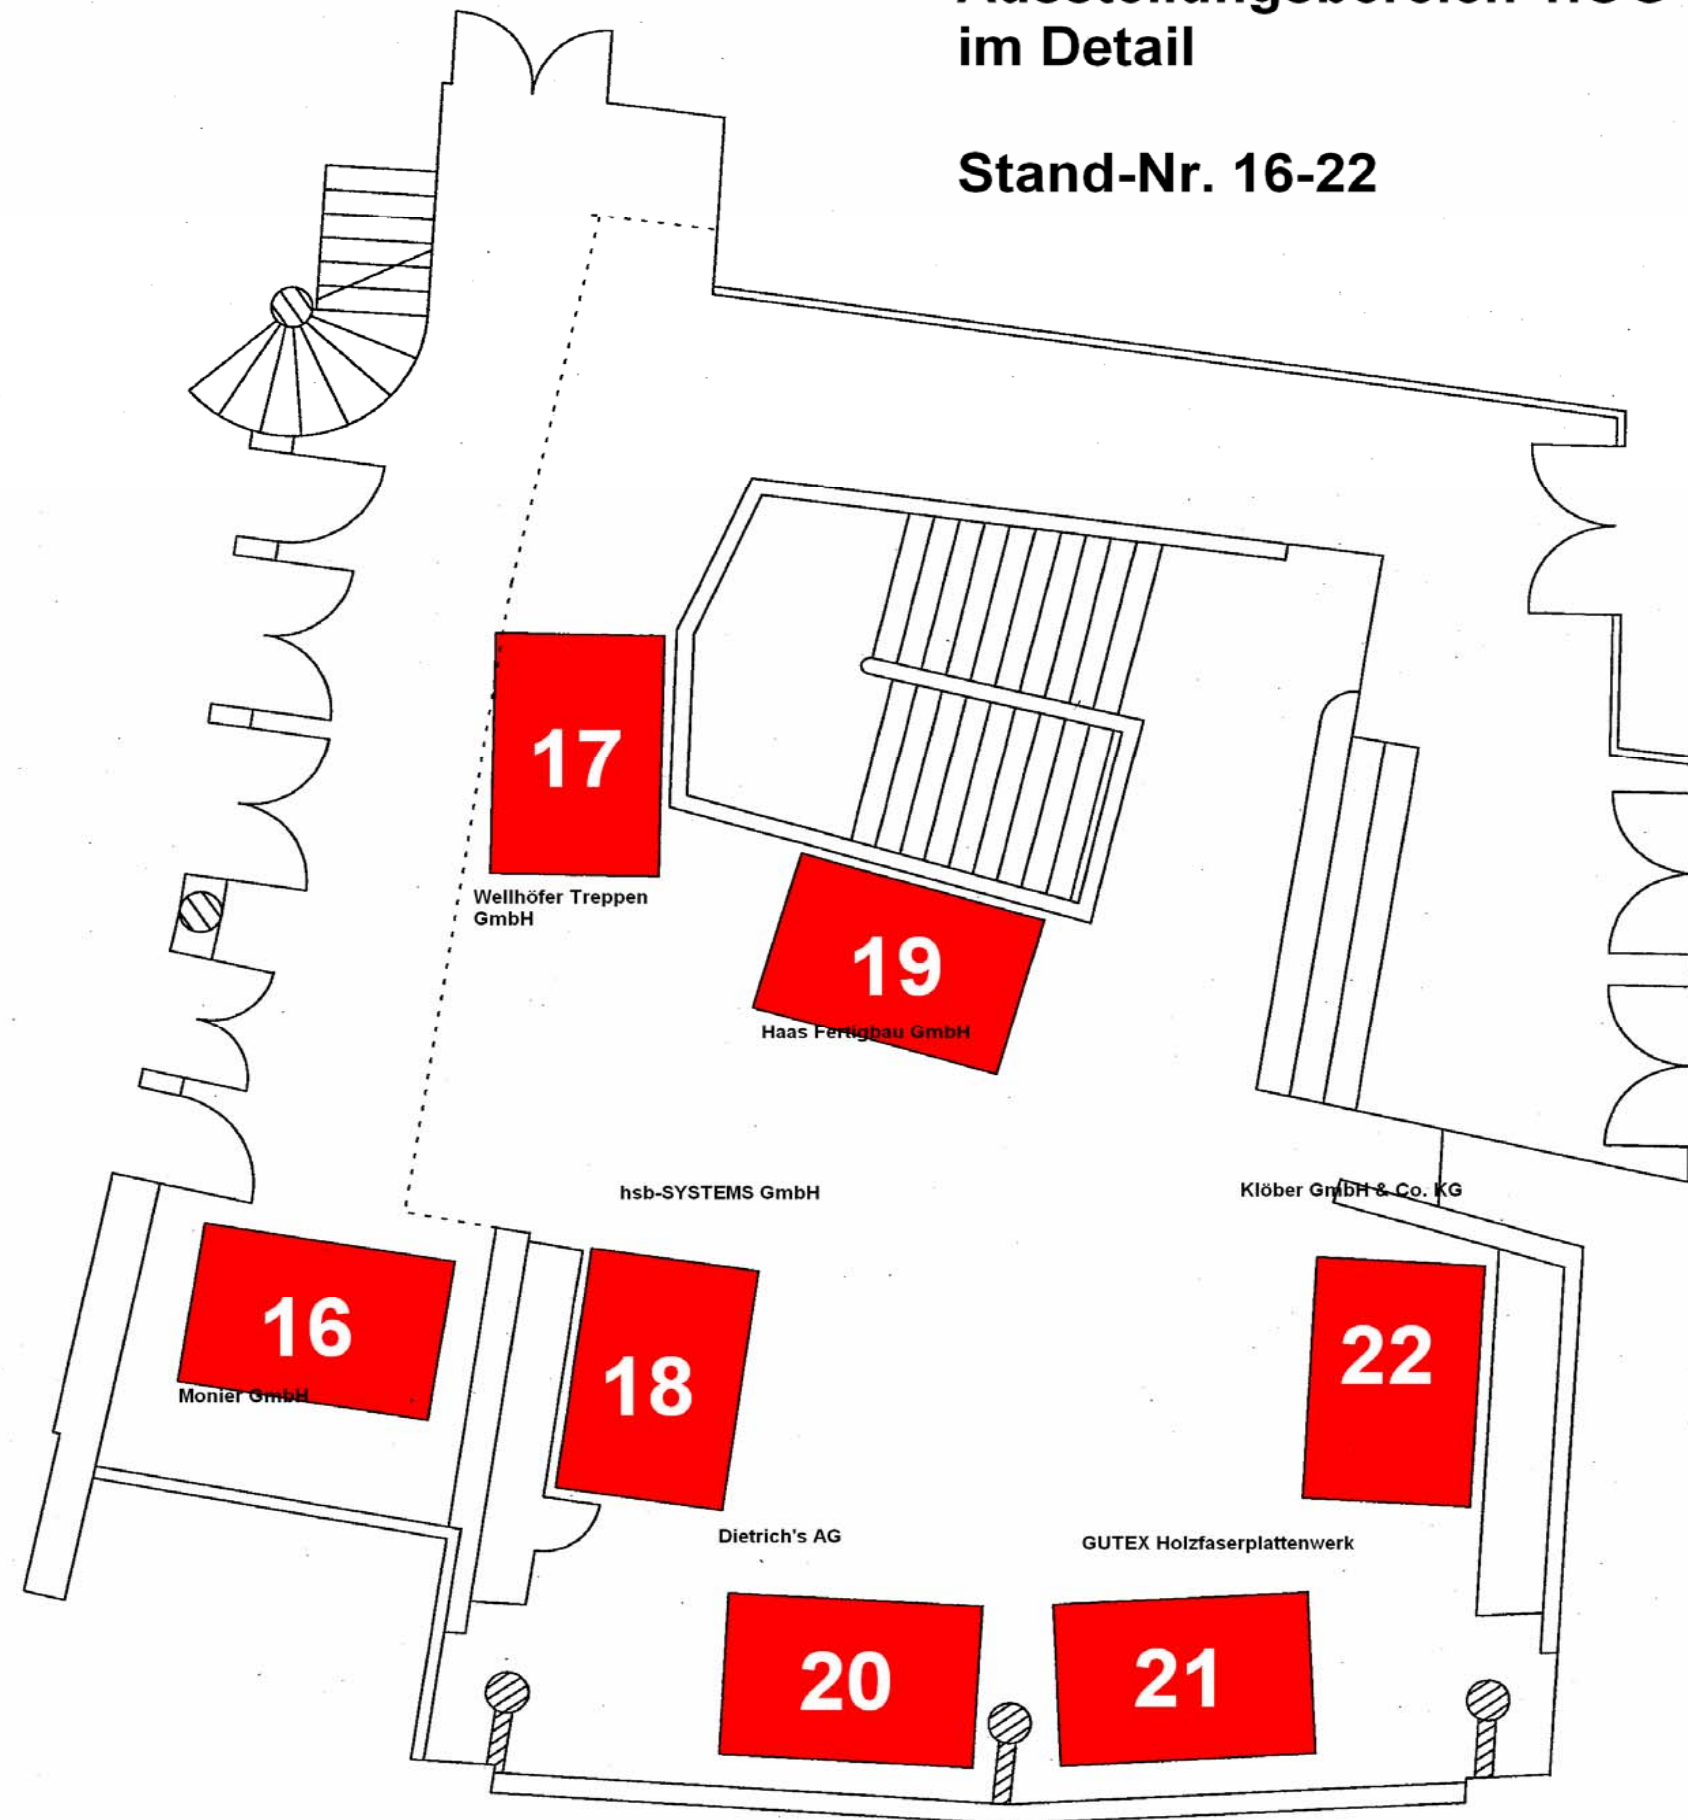 im Detail
Stand-Nr. 16-22
17
Wellhöfer Treppen
GmbH
19
Haas Fertigbau GmbH
hsb-SYSTEMS GmbH
Klöber GmbH & Co. KG
16
Monier GmbH
18
22
Dietrich's AG
GUTEX Holzfaserplattenwerk
20
21